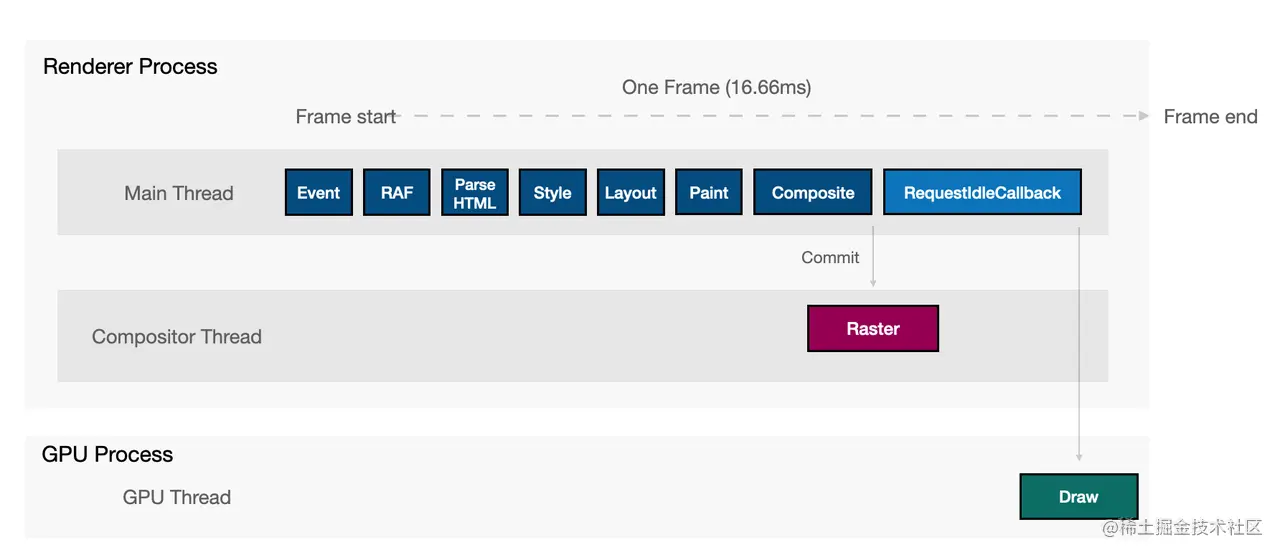 Renderer Process
One Frame (16.66ms)
Frame start
Frame end
Main Thread
Event
RAF
Parse
HTML
Style
Layout
Paint
Composite
RequestIdleCallback
Commit
Compositor Thread
Raster
GPU Process
GPU Thread
Draw
@稀土掘金技术社区